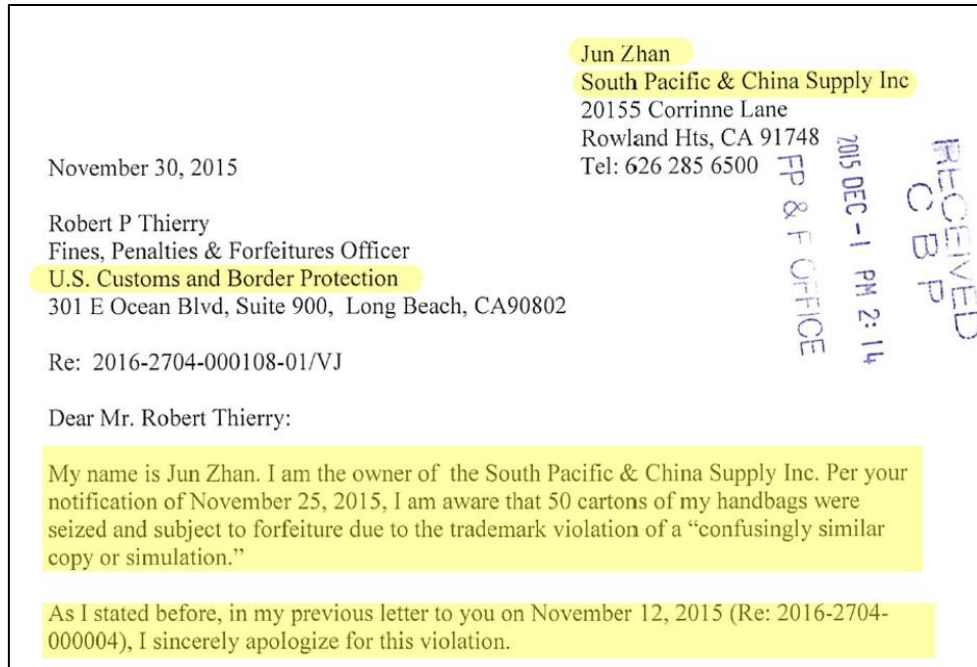 Jun Zhan
South Pacific & China Supply Inc
20155 Corrinne Lane
Rowland Hts, CA 91748
Tel: 626 285 6500
RECEIVED
C B P
2015 DEC -1 PM 2:14
FP & F OFFICE
November 30, 2015
Robert P Thierry
Fines, Penalties & Forfeitures Officer
U.S. Customs and Border Protection
301 E Ocean Blvd, Suite 900, Long Beach, CA90802
Re: 2016-2704-000108-01/VJ
Dear Mr. Robert Thierry:
My name is Jun Zhan. I am the owner of the South Pacific & China Supply Inc. Per your
notification of November 25, 2015, I am aware that 50 cartons of my handbags were
seized and subject to forfeiture due to the trademark violation of a “confusingly similar
copy or simulation.”
As I stated before, in my previous letter to you on November 12, 2015 (Re: 2016-2704-
000004), I sincerely apologize for this violation.